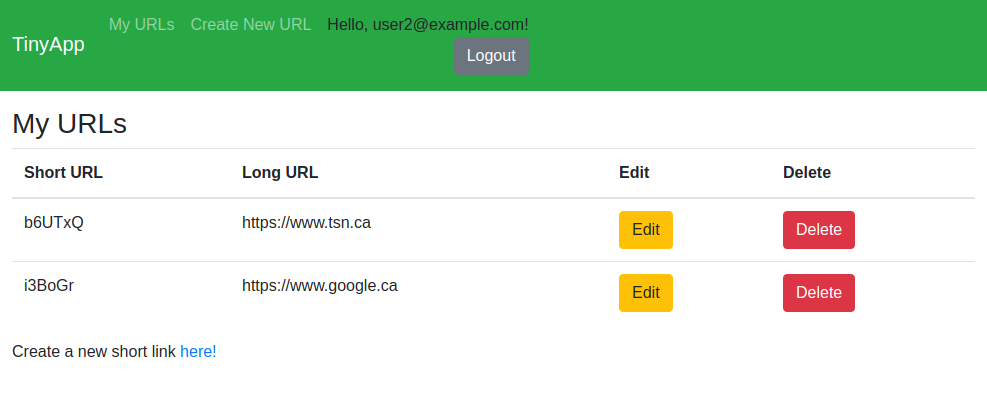 TinyApp
My URLs Create New URL Hello, user2@example.com!
Logout
My URLs
Short URL Long URL Edit Delete
b6UTxQ https://www.tsn.ca Edit Delete
i3BoGr https://www.google.ca Edit Delete
Create a new short link here!